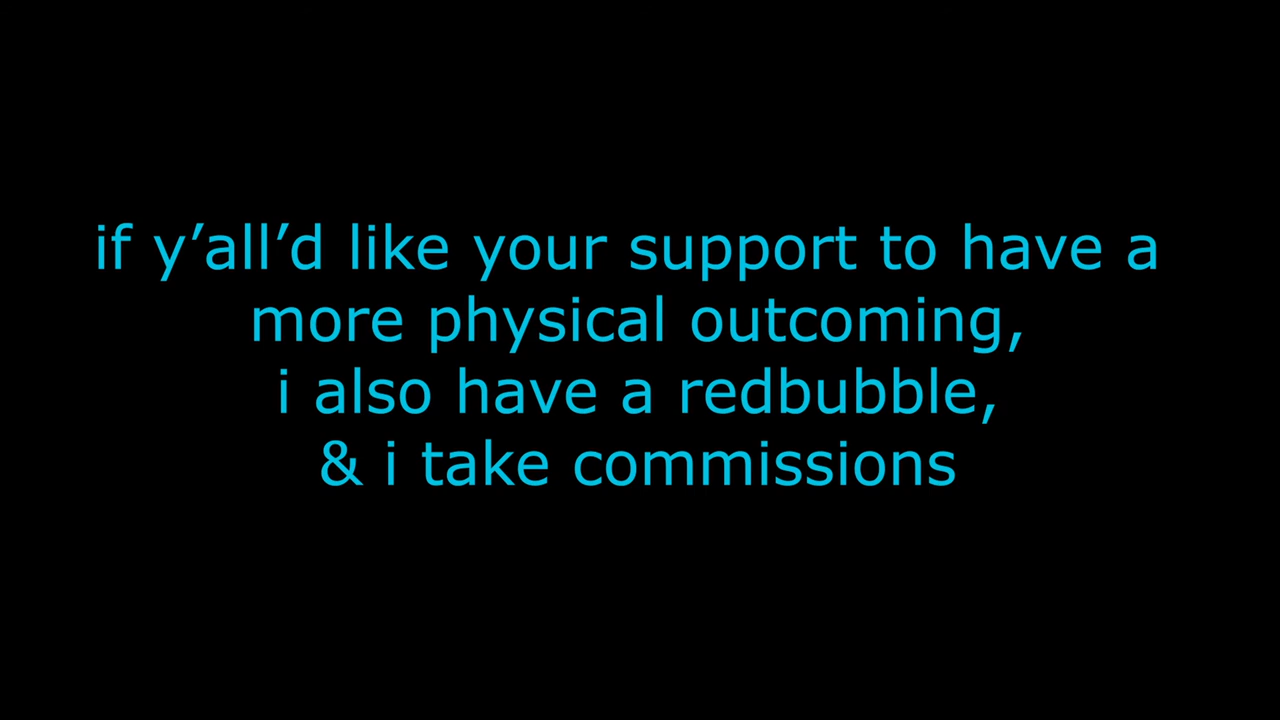 if y’all’d like your support to have a
more physical outcoming,
i also have a redbubble,
& i take commissions